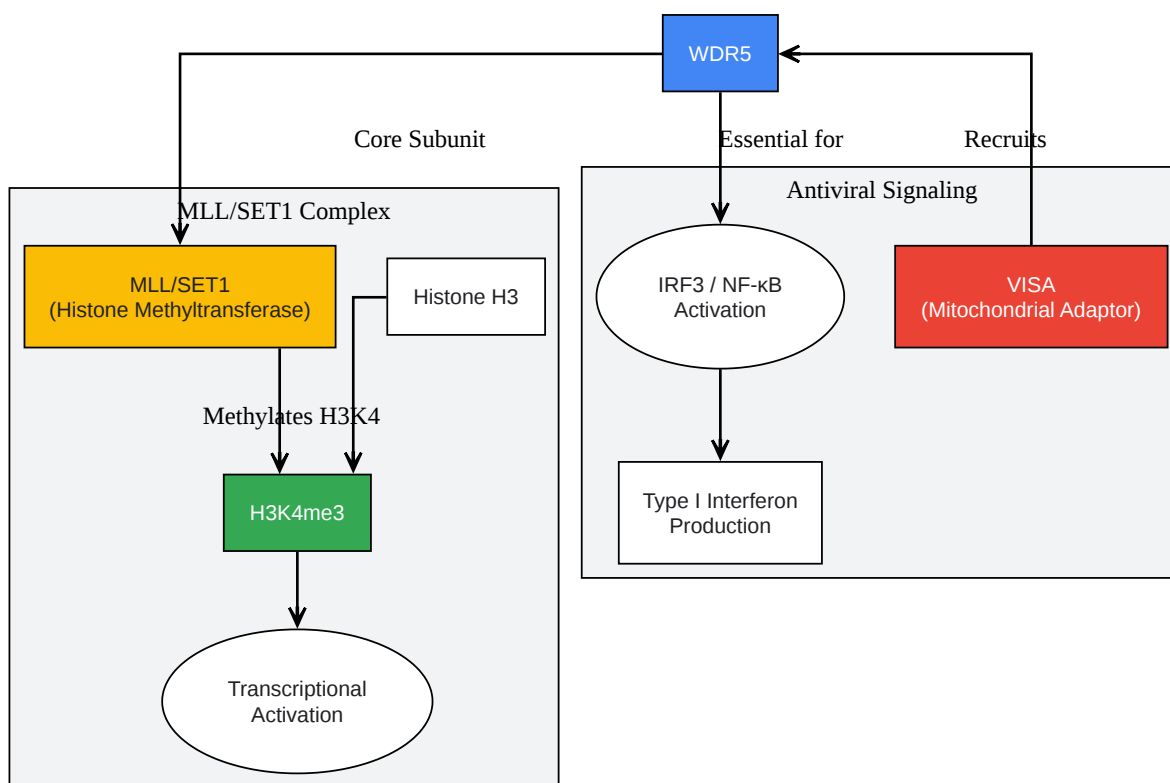 WDR5
Core Subunit
Essential for
Recruits
MLL/SET1 Complex
Antiviral Signaling
MLL/SET1
(Histone Methyltransferase)
Histone H3
IRF3 / NF-κB
Activation
VISA
(Mitochondrial Adaptor)
Methylates H3K4
H3K4me3
Type I Interferon
Production
Transcriptional
Activation